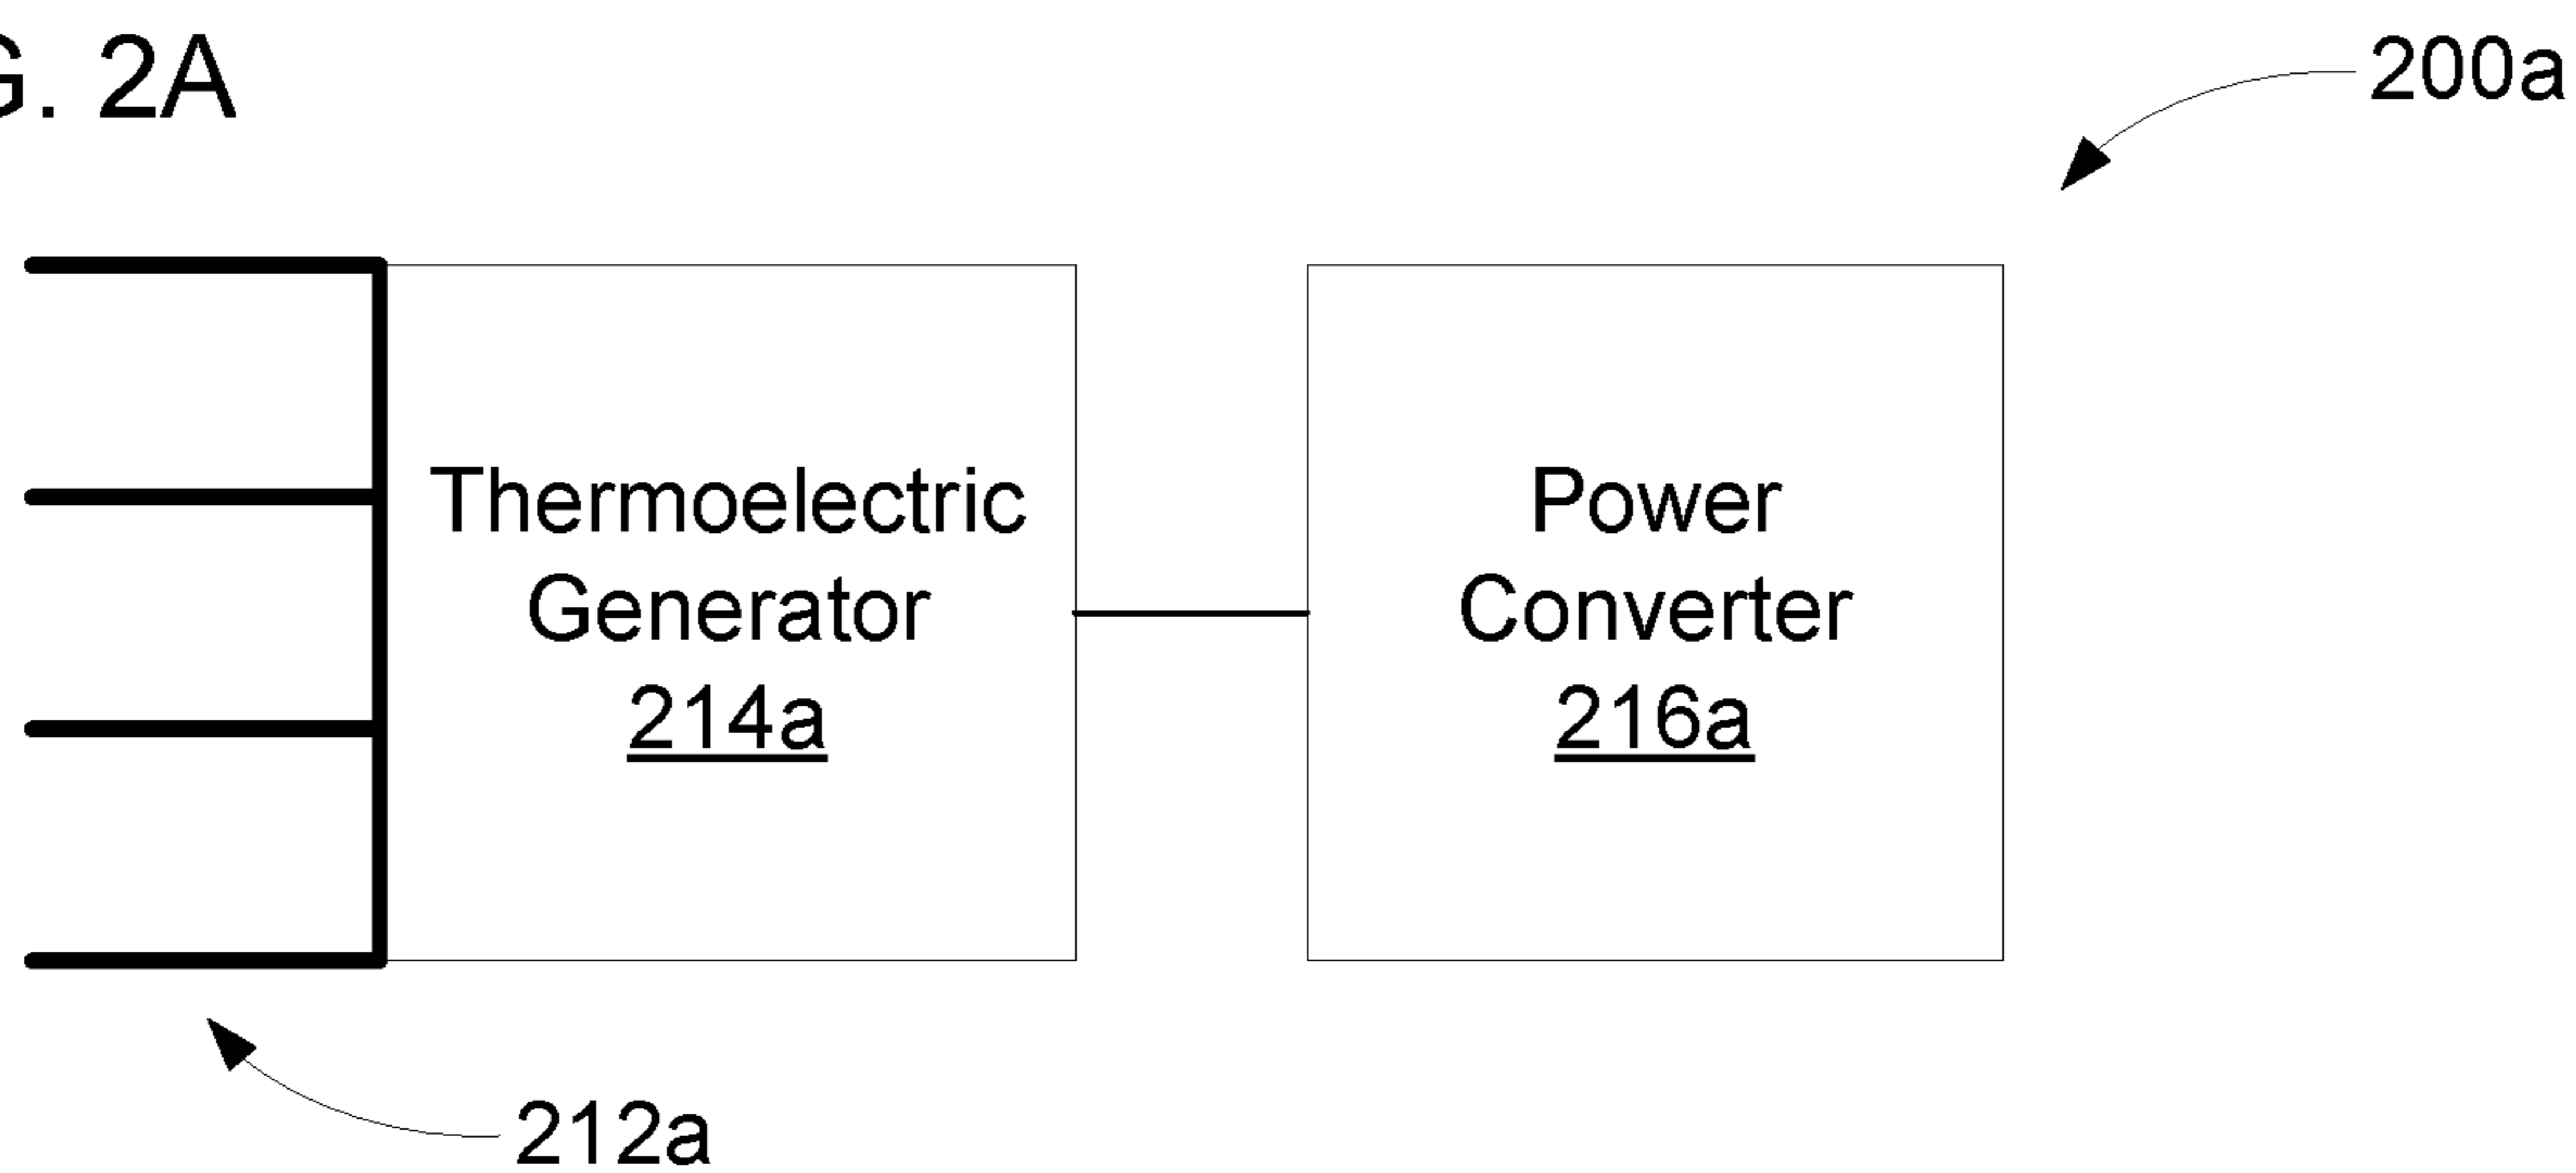 G. 2A
200a
Thermoelectric
Generator
214a
Power
Converter
216a
212a